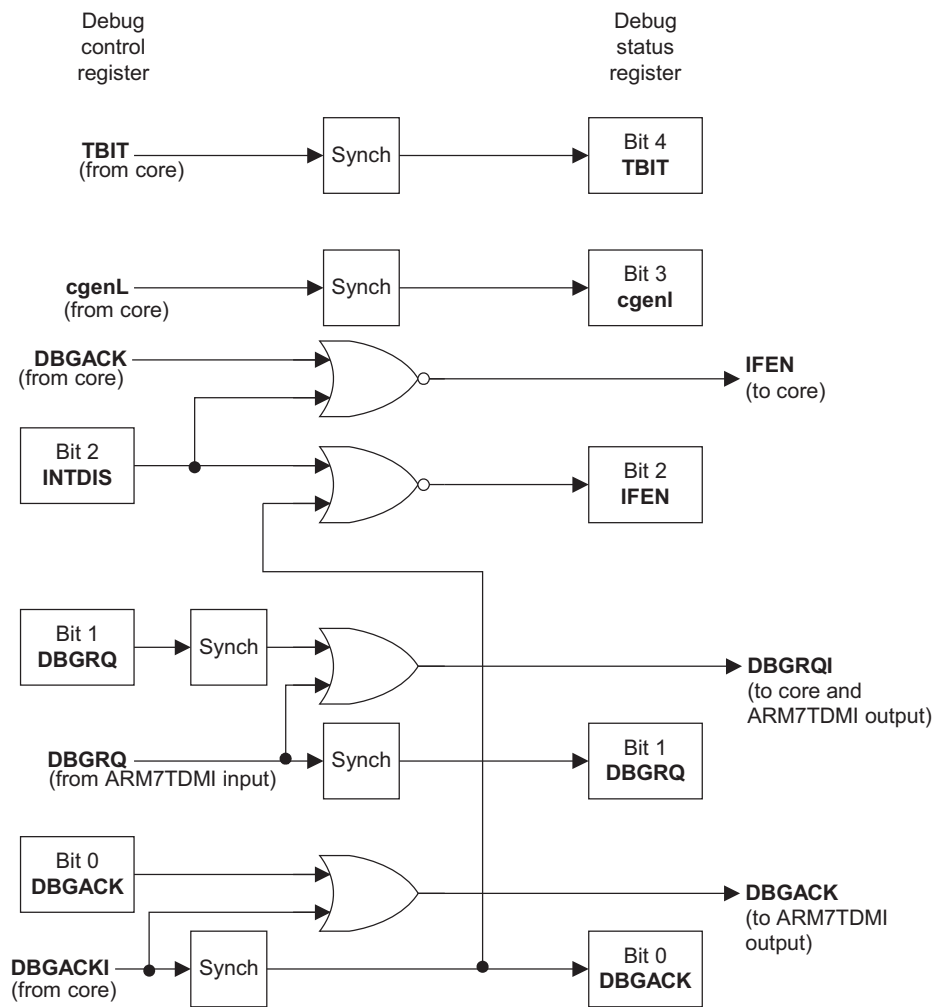 Debug
control
register
Debug
status
register
TBIT
(from core)
Synch
Bit 4
TBIT
cgenL
(from core)
Synch
Bit 3
cgenl
DBGACK
(from core)
IFEN
(to core)
Bit 2
INTDIS
Bit 2
IFEN
Bit 1
DBGRQ
Synch
DBGRQI
(to core and
ARM7TDMI output)
DBGRQ
(from ARM7TDMI input)
Synch
Bit 1
DBGRQ
Bit 0
DBGACK
DBGACK
(to ARM7TDMI
output)
DBGACKI
(from core)
Synch
Bit 0
DBGACK